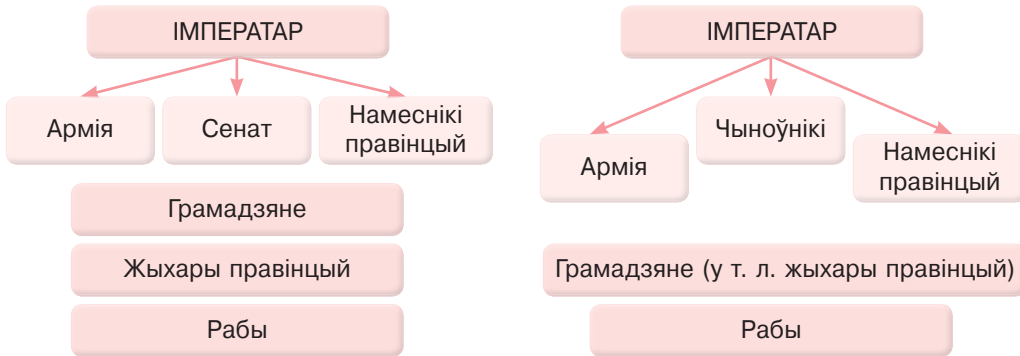 ІМПЕРАТАР
Армія
Сенат
Намеснікі
правінцый
Грамадзяне
Жыхары правінцый
Рабы
ІМПЕРАТАР
Армія
Чыноўнікі
Намеснікі
правінцый
Грамадзяне (у т. л. жыхары правінцый)
Рабы